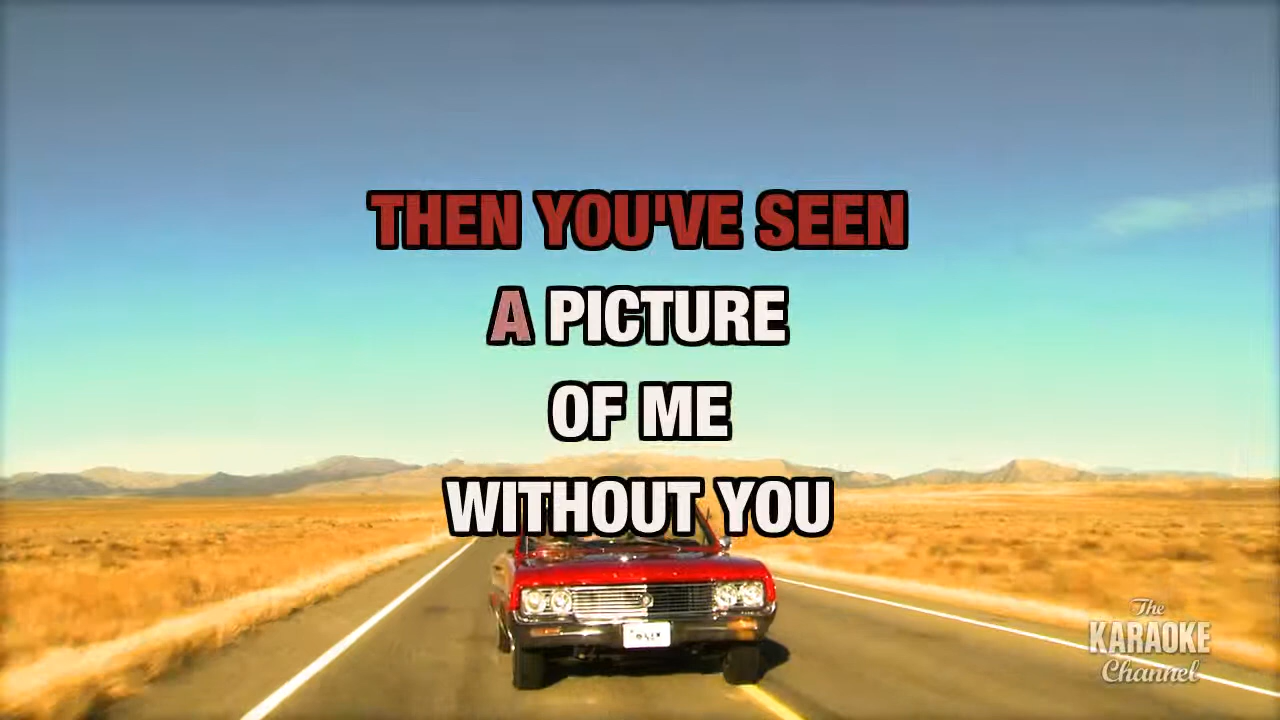 THEN YOU'VE SEEN
A PICTURE
OF ME
WITHOUT YOU
The
KARAOKE
Channel